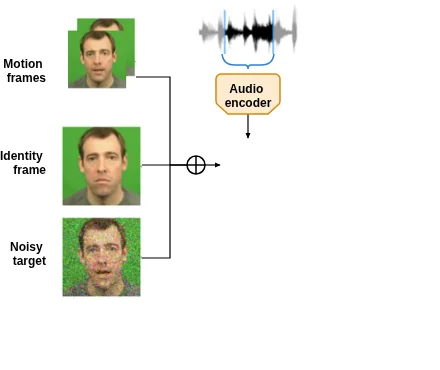 Motion
frames
Audio
encoder
Identity
frame
Noisy
target